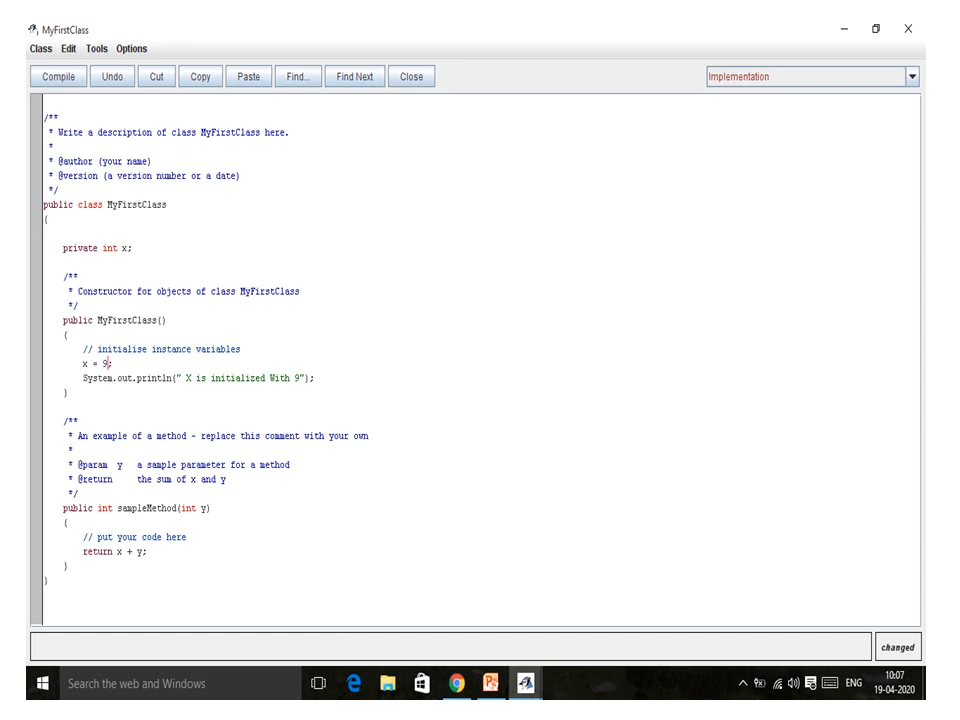 MyFirstClass
Class Edit Tools Options
Compile Undo Cut Copy Paste Find... Find Next Close Implementation
/**
* Write a description of class MyFirstClass here.
*
* @author (your name)
* @version (a version number or a date)
*/
public class MyFirstClass
{
private int x;
/**
* Constructor for objects of class MyFirstClass
*/
public MyFirstClass()
{
// initialise instance variables
x = 9;
System.out.println(" X is initialized With 9");
}
/**
* An example of a method - replace this comment with your own
*
* @param y a sample parameter for a method
* @return the sum of x and y
*/
public int sampleMethod(int y)
{
// put your code here
return x + y;
}
}
changed
Search the web and Windows
ENG
10:07
19-04-2020